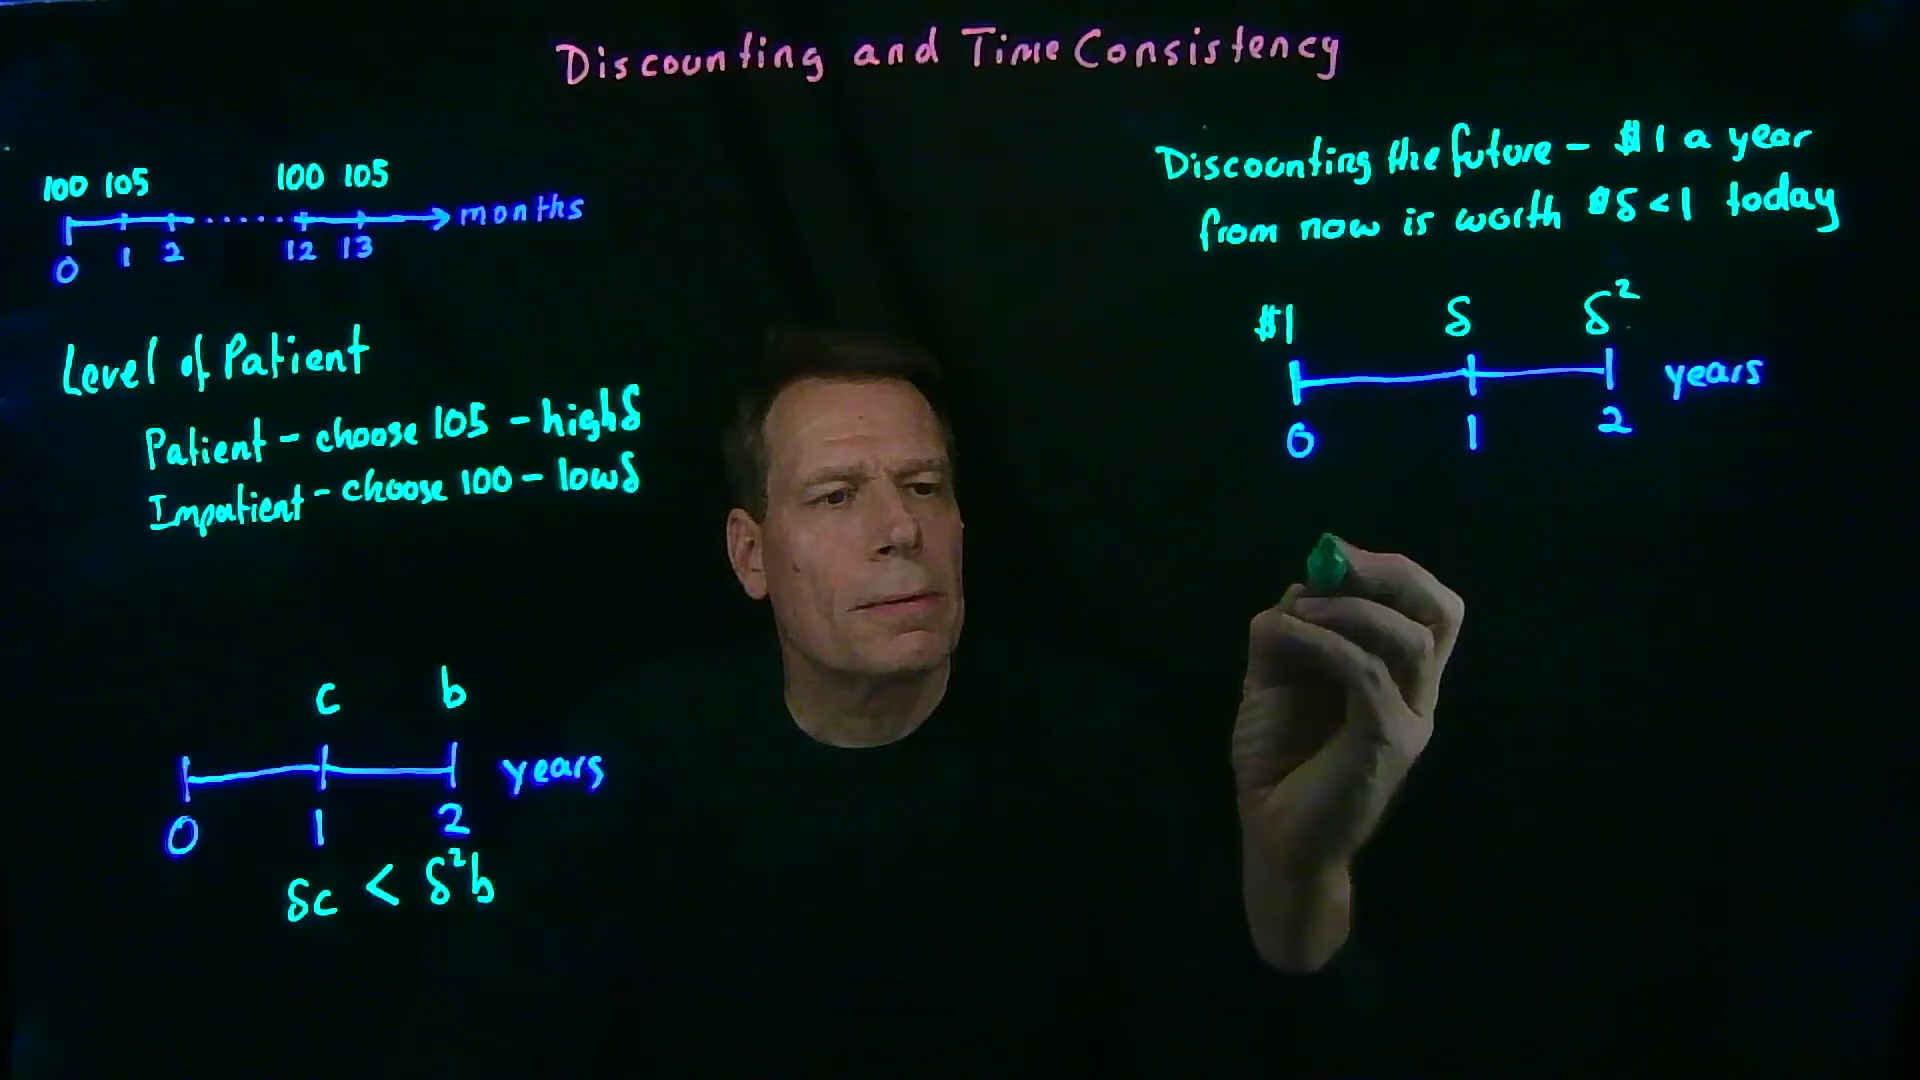 Discounting and Time Consistency
100 105 100 105
months
0 1 2 12 13
Level of Patient
Patient - choose 105 - high δ
Impatient - choose 100 - low δ
c b
years
0 1 2
δc < δ²b
Discounting the future - $1 a year
from now is worth $δ < 1 today
$1 δ δ²
years
0 1 2